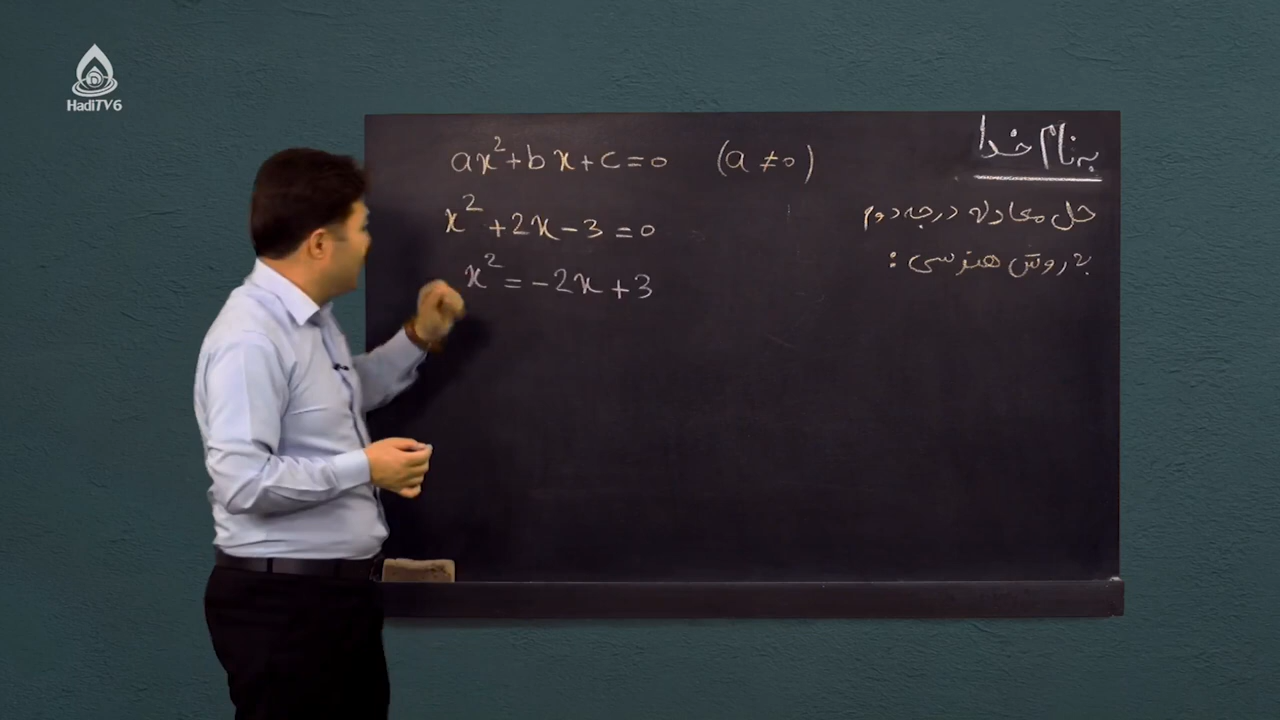 HadiTV6
به نام خدا
حل معادله درجه دوم
به روش هندسی :
ax²+bx+c=0 (a≠0)
x²+2x-3=0
x²=-2x+3